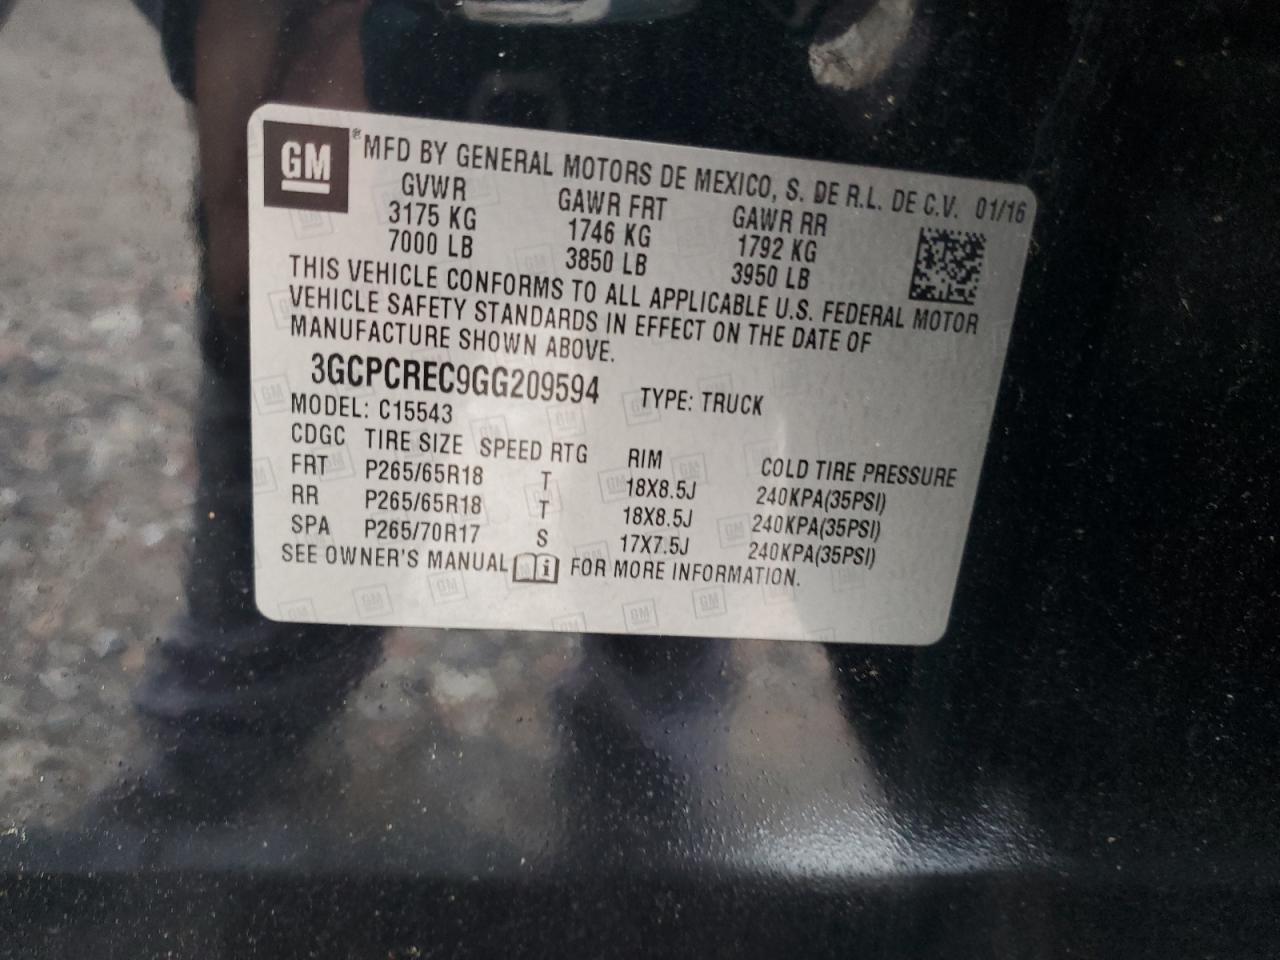 GM ® MFD BY GENERAL MOTORS DE MEXICO, S. DE R.L. DE C.V. 01/16
GVWR GAWR FRT GAWR RR
3175 KG 1746 KG 1792 KG
7000 LB 3850 LB 3950 LB
THIS VEHICLE CONFORMS TO ALL APPLICABLE U.S. FEDERAL MOTOR
VEHICLE SAFETY STANDARDS IN EFFECT ON THE DATE OF
MANUFACTURE SHOWN ABOVE.
3GCPCREC9GG209594 TYPE: TRUCK
MODEL: C15543
CDGC TIRE SIZE SPEED RTG RIM COLD TIRE PRESSURE
FRT P265/65R18 T 18X8.5J 240KPA(35PSI)
RR P265/65R18 T 18X8.5J 240KPA(35PSI)
SPA P265/70R17 S 17X7.5J 240KPA(35PSI)
SEE OWNER'S MANUAL i FOR MORE INFORMATION.